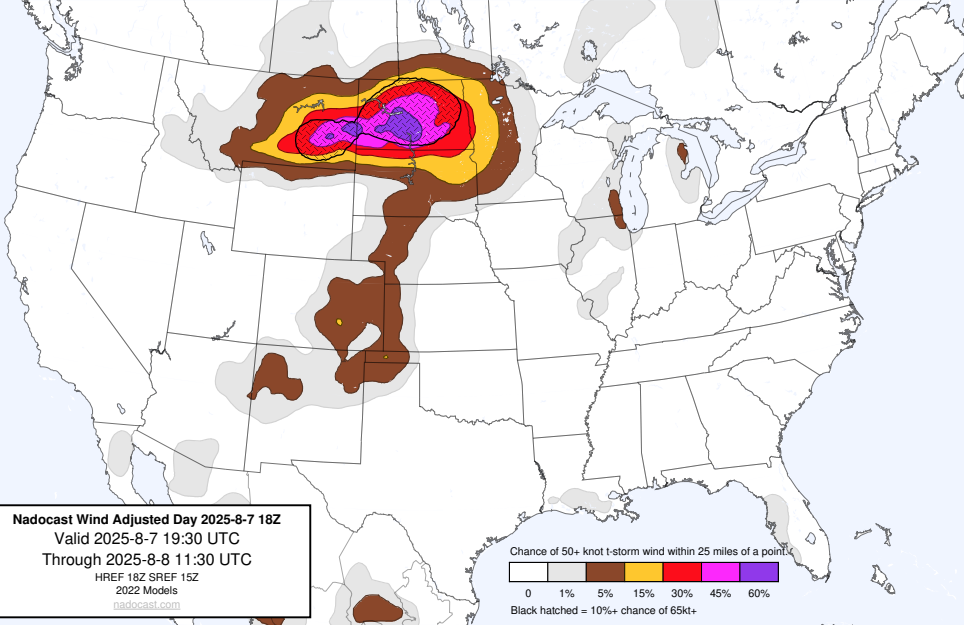 Nadocast Wind Adjusted Day 2025-8-7 18Z
Valid 2025-8-7 19:30 UTC
Through 2025-8-8 11:30 UTC
HREF 18Z SREF 15Z
2022 Models
nadocast.com
Chance of 50+ knot t-storm wind within 25 miles of a point.
0 1% 5% 15% 30% 45% 60%
Black hatched = 10%+ chance of 65kt+